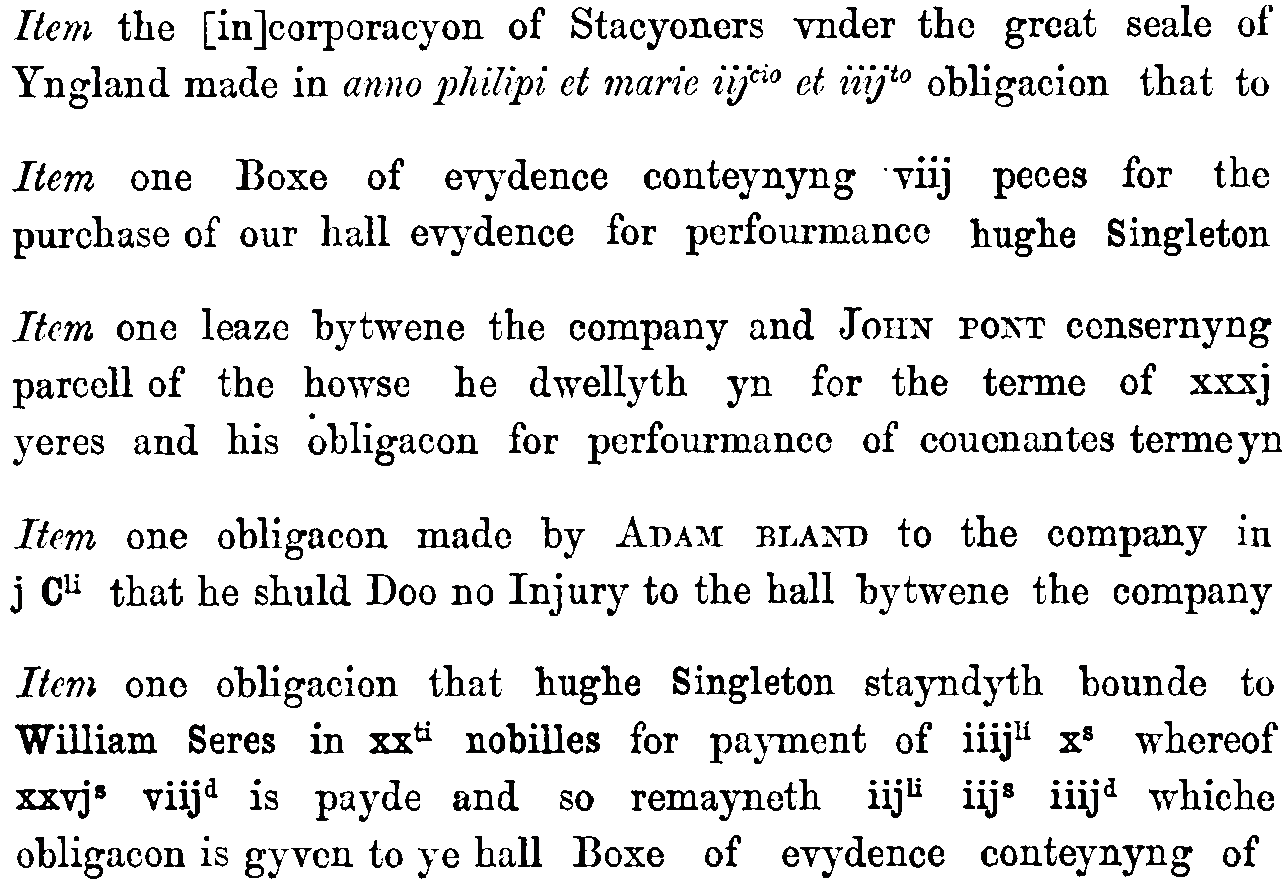 Item the [in]corporacyon of Stacyoners vnder the great seale of
Yngland made in anno philipi et marie iij^cio et iiij^to obligacion that to
Item one Boxe of evydence conteynyng viij peces for the
purchase of our hall evydence for perfourmance hughe Singleton
Item one leaze bytwene the company and JOHN PONT consernyng
parcell of the howse he dwellyth yn for the terme of xxxj
yeres and his obligacon for perfourmance of couenantes termeyn
Item one obligacon made by ADAM BLAND to the company in
j C^li that he shuld Doo no Injury to the hall bytwene the company
Item one obligacion that hughe Singleton stayndyth bounde to
William Seres in xx^ti nobilles for payment of iiij^li x^s whereof
xxvj^s viij^d is payde and so remayneth iij^li iij^s iiij^d whiche
obligacon is gyven to ye hall Boxe of evydence conteynyng of